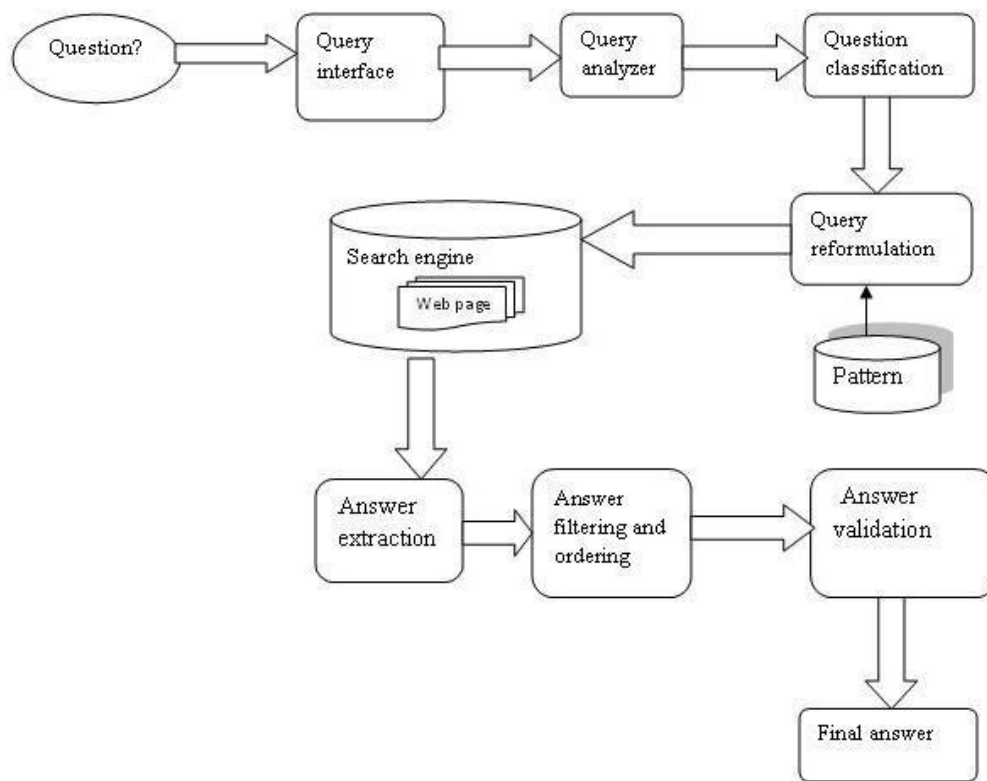 Question?
Query
interface
Query
analyzer
Question
classification
Query
reformulation
Search engine
Web page
Pattern
Answer
extraction
Answer
filtering and
ordering
Answer
validation
Final answer